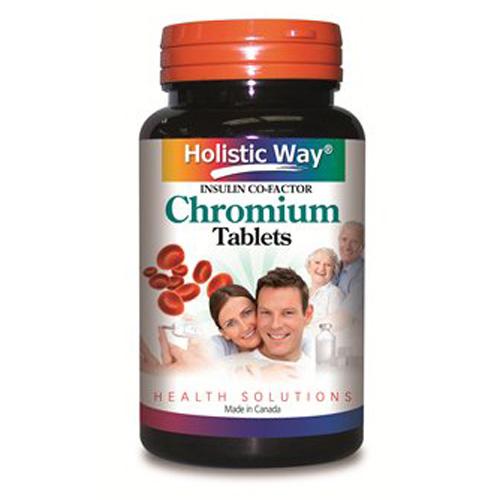 Holistic Way®
INSULIN CO-FACTOR
Chromium
Tablets
HEALTH SOLUTIONS
Made in Canada